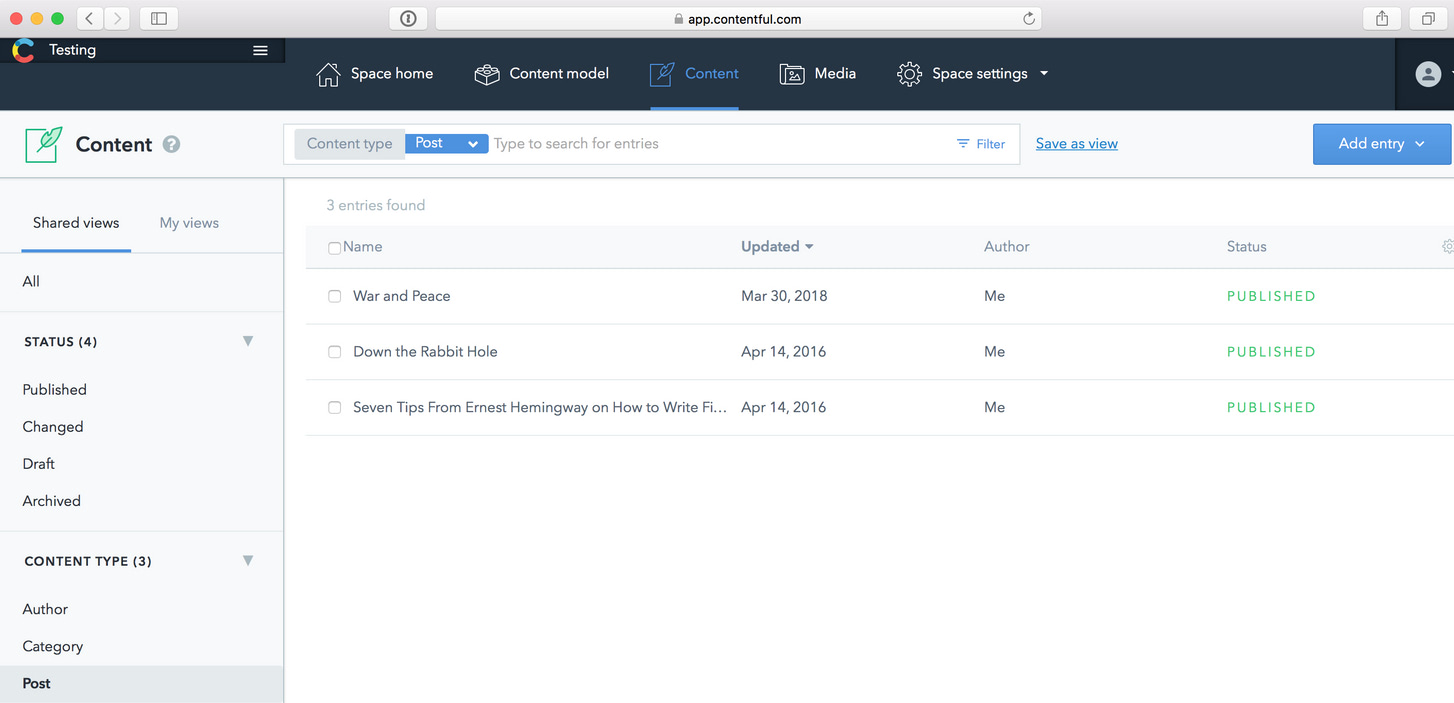 app.contentful.com
Testing
Space home Content model Content Media Space settings
Content ? Content type Post Type to search for entries Filter Save as view Add entry
3 entries found
Shared views My views
Name Updated Author Status
All
War and Peace Mar 30, 2018 Me PUBLISHED
STATUS (4)
Down the Rabbit Hole Apr 14, 2016 Me PUBLISHED
Published
Seven Tips From Ernest Hemingway on How to Write Fi... Apr 14, 2016 Me PUBLISHED
Changed
Draft
Archived
CONTENT TYPE (3)
Author
Category
Post